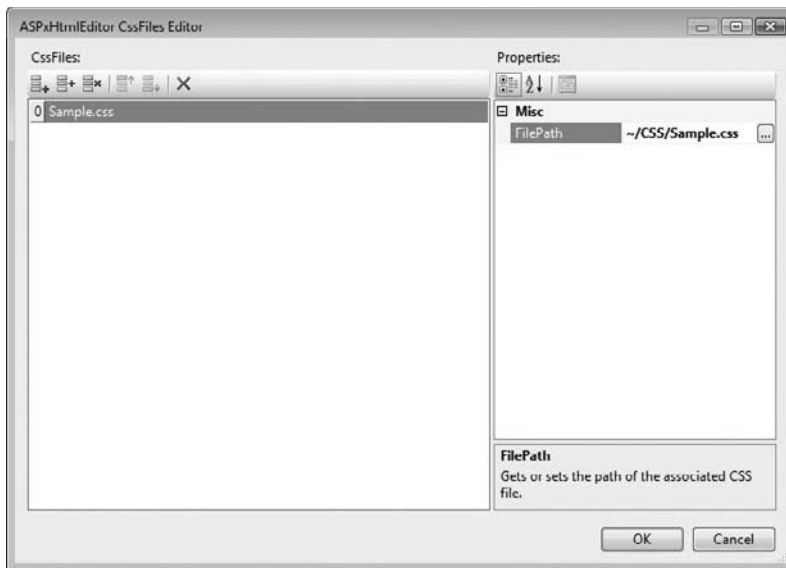 ASPxHtmlEditor CssFiles Editor
CssFiles:
0 Sample.css
Properties:
Misc
FilePath ~/CSS/Sample.css ...
FilePath
Gets or sets the path of the associated CSS
file.
OK Cancel